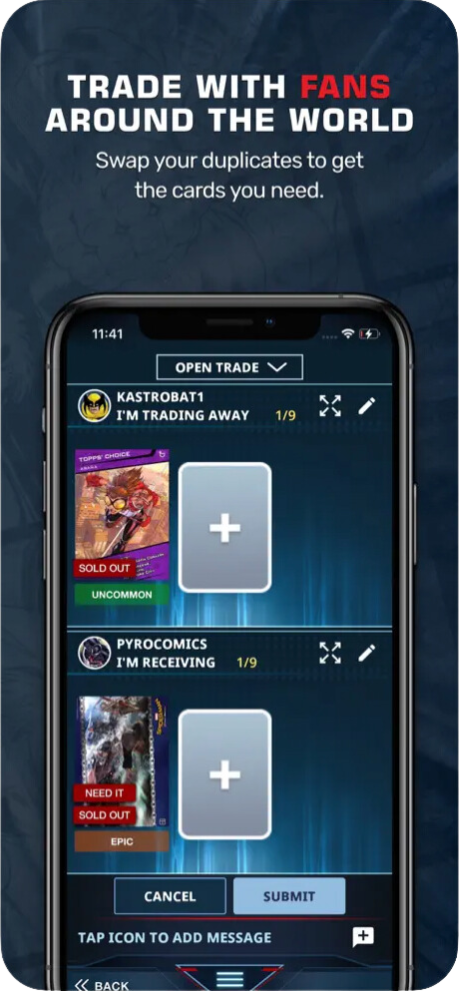 TRADE WITH FANS
AROUND THE WORLD
Swap your duplicates to get
the cards you need.
11:41
OPEN TRADE
KASTROBAT1
I'M TRADING AWAY 1/9
TOPPS' CHOICE
SOLD OUT
UNCOMMON
PYROCOMICS
I'M RECEIVING 1/9
NEED IT
SOLD OUT
EPIC
CANCEL SUBMIT
TAP ICON TO ADD MESSAGE
BACK